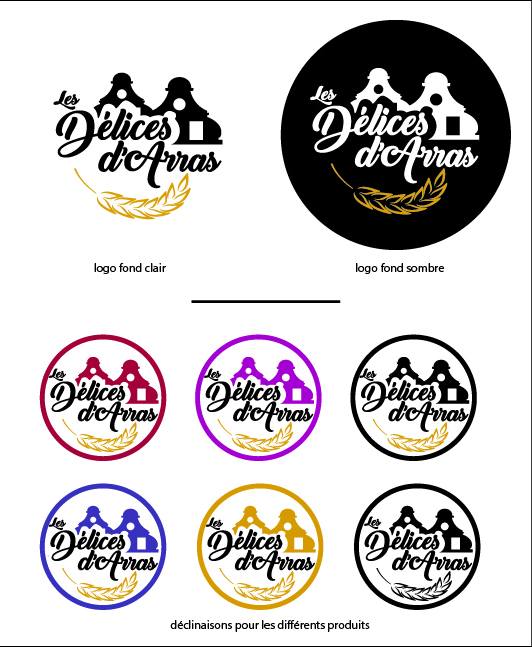 Les
Délices
d'Arras
Les
Délices
d'Arras
logo fond clair
logo fond sombre
Les
Délices
d'Arras
Les
Délices
d'Arras
Les
Délices
d'Arras
Les
Délices
d'Arras
Les
Délices
d'Arras
Les
Délices
d'Arras
déclinaisons pour les différents produits